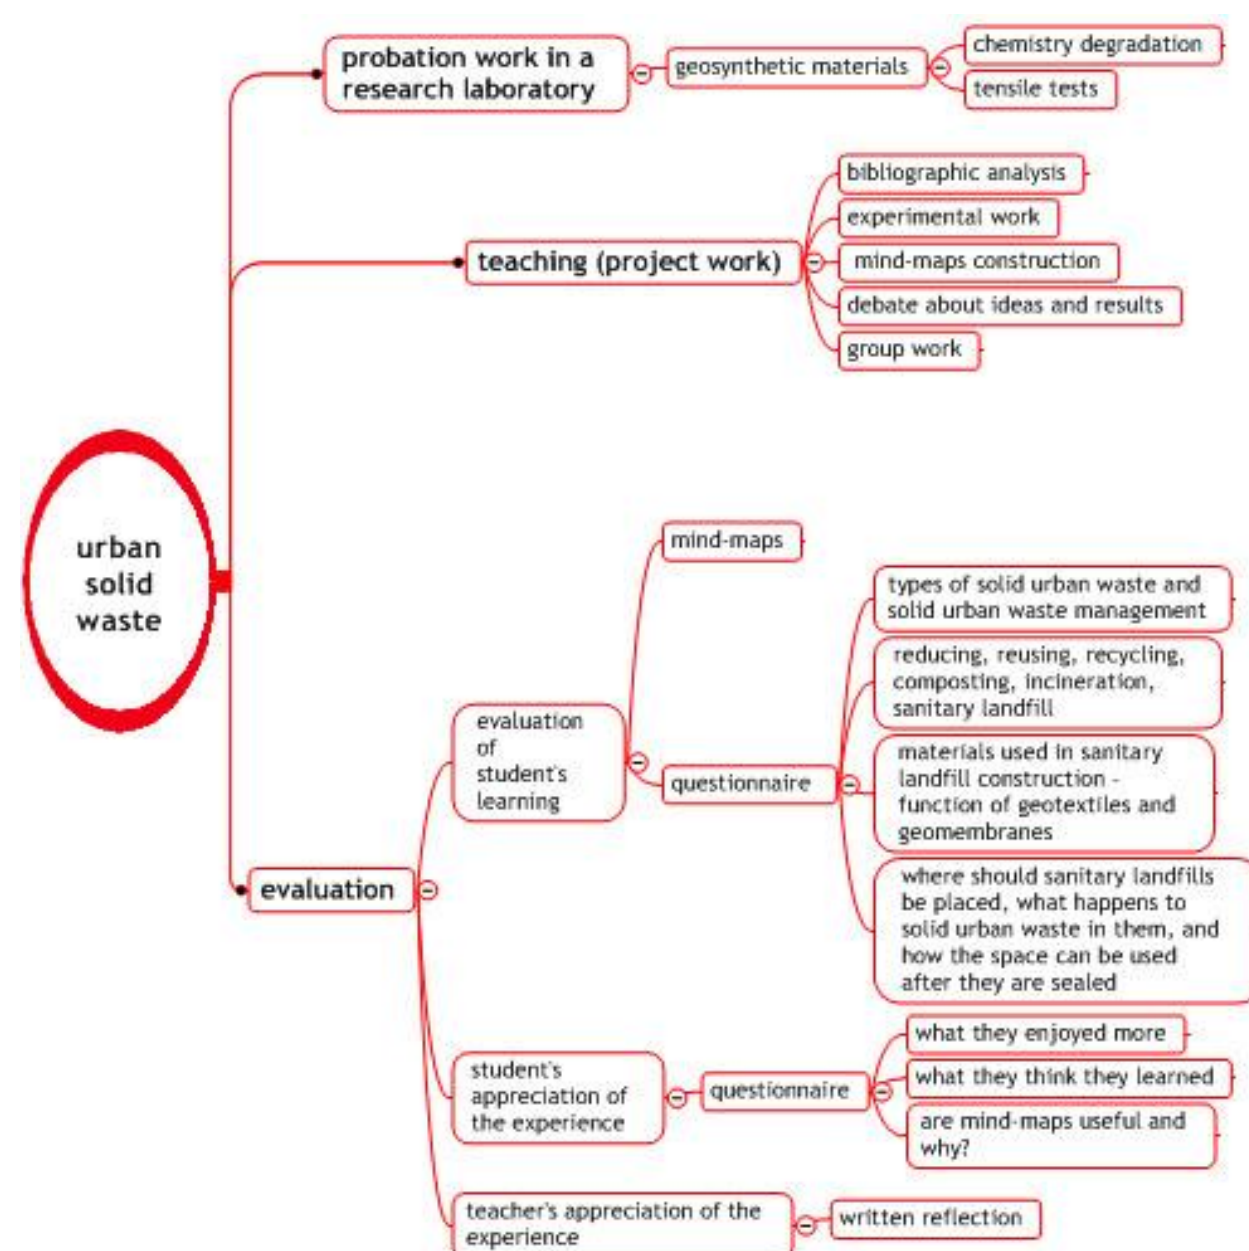 probation work in a
research laboratory
geosynthetic materials
chemistry degradation
tensile tests
teaching (project work)
bibliographic analysis
experimental work
mind-maps construction
debate about ideas and results
group work
urban
solid
waste
evaluation
evaluation
of
student's
learning
mind-maps
questionnaire
types of solid urban waste and
solid urban waste management
reducing, reusing, recycling,
composting, incineration,
sanitary landfill
materials used in sanitary
landfill construction -
function of geotextiles and
geomembranes
where should sanitary landfills
be placed, what happens to
solid urban waste in them, and
how the space can be used
after they are sealed
student's
appreciation of
the experience
questionnaire
what they enjoyed more
what they think they learned
are mind-maps useful and
why?
teacher's appreciation of the
experience
written reflection